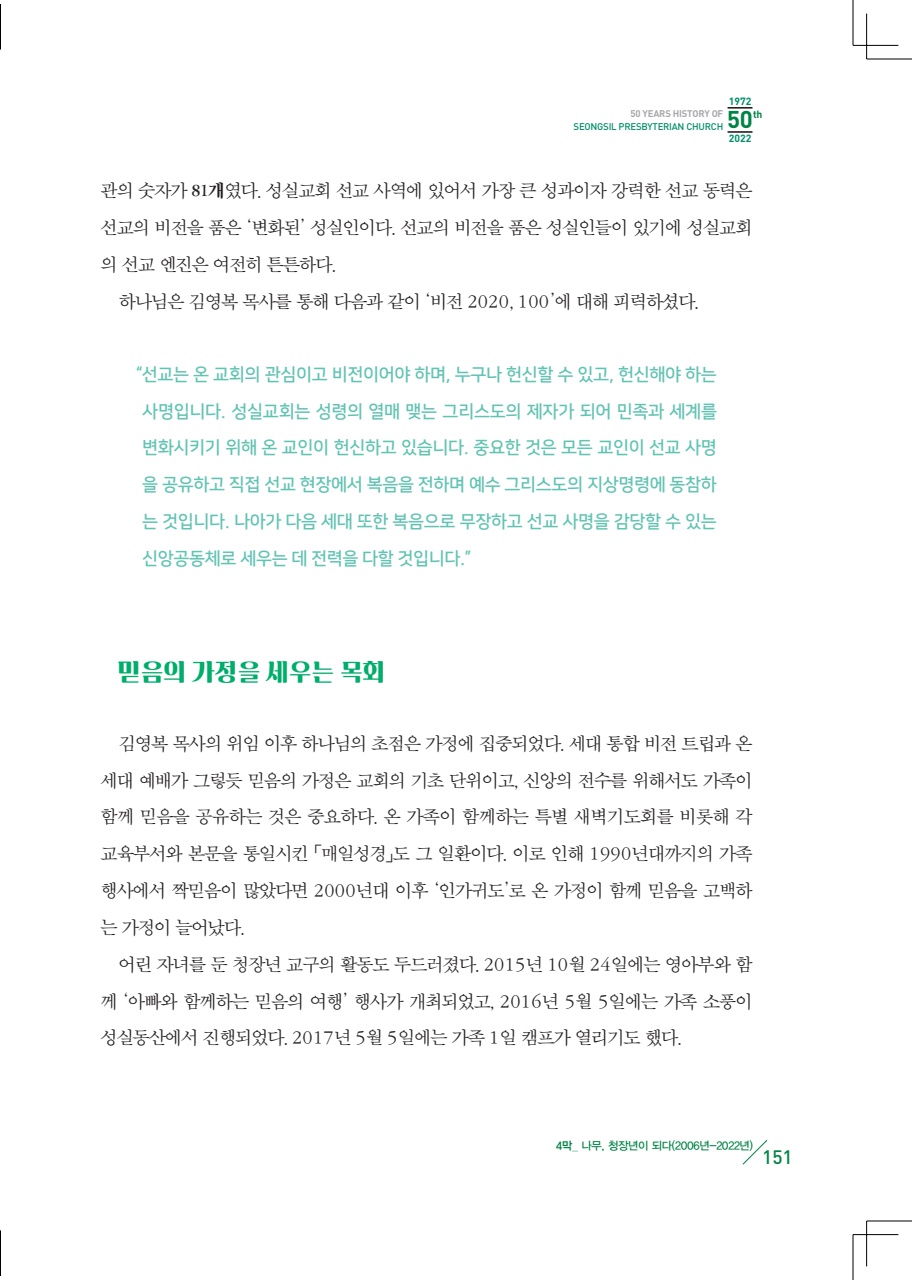 1972
50 YEARS HISTORY OF
50th
SEONGSIL PRESBYTERIAN CHURCH
2022
관의 숫자가 81개였다. 성실교회 선교 사역에 있어서 가장 큰 성과이자 강력한 선교 동력은
선교의 비전을 품은 ‘변화된’ 성실인이다. 선교의 비전을 품은 성실인들이 있기에 성실교회
의 선교 엔진은 여전히 튼튼하다.
하나님은 김영복 목사를 통해 다음과 같이 ‘비전 2020, 100’에 대해 피력하셨다.
“선교는 온 교회의 관심이고 비전이어야 하며, 누구나 헌신할 수 있고, 헌신해야 하는
사명입니다. 성실교회는 성령의 열매 맺는 그리스도의 제자가 되어 민족과 세계를
변화시키기 위해 온 교인이 헌신하고 있습니다. 중요한 것은 모든 교인이 선교 사명
을 공유하고 직접 선교 현장에서 복음을 전하며 예수 그리스도의 지상명령에 동참하
는 것입니다. 나아가 다음 세대 또한 복음으로 무장하고 선교 사명을 감당할 수 있는
신앙공동체로 세우는 데 전력을 다할 것입니다.”
믿음의 가정을 세우는 목회
김영복 목사의 위임 이후 하나님의 초점은 가정에 집중되었다. 세대 통합 비전 트립과 온
세대 예배가 그렇듯 믿음의 가정은 교회의 기초 단위이고, 신앙의 전수를 위해서도 가족이
함께 믿음을 공유하는 것은 중요하다. 온 가족이 함께하는 특별 새벽기도회를 비롯해 각
교육부서와 본문을 통일시킨 「매일성경」도 그 일환이다. 이로 인해 1990년대까지의 가족
행사에서 짝믿음이 많았다면 2000년대 이후 ‘인가귀도’로 온 가정이 함께 믿음을 고백하
는 가정이 늘어났다.
어린 자녀를 둔 청장년 교구의 활동도 두드러졌다. 2015년 10월 24일에는 영아부와 함
께 ‘아빠와 함께하는 믿음의 여행’ 행사가 개최되었고, 2016년 5월 5일에는 가족 소풍이
성실동산에서 진행되었다. 2017년 5월 5일에는 가족 1일 캠프가 열리기도 했다.
4막_ 나무, 청장년이 되다(2006년-2022년)
151